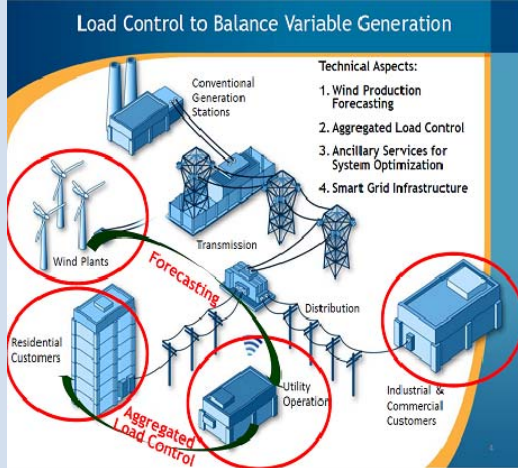 Load Control to Balance Variable Generation
Technical Aspects:
1. Wind Production
Forecasting
2. Aggregated Load Control
3. Ancillary Services for
System Optimization
4. Smart Grid Infrastructure
Conventional
Generation
Stations
Wind Plants
Transmission
Forecasting
Distribution
Residential
Customers
Utility
Operation
Industrial &
Commercial
Customers
Aggregated
Load Control
4